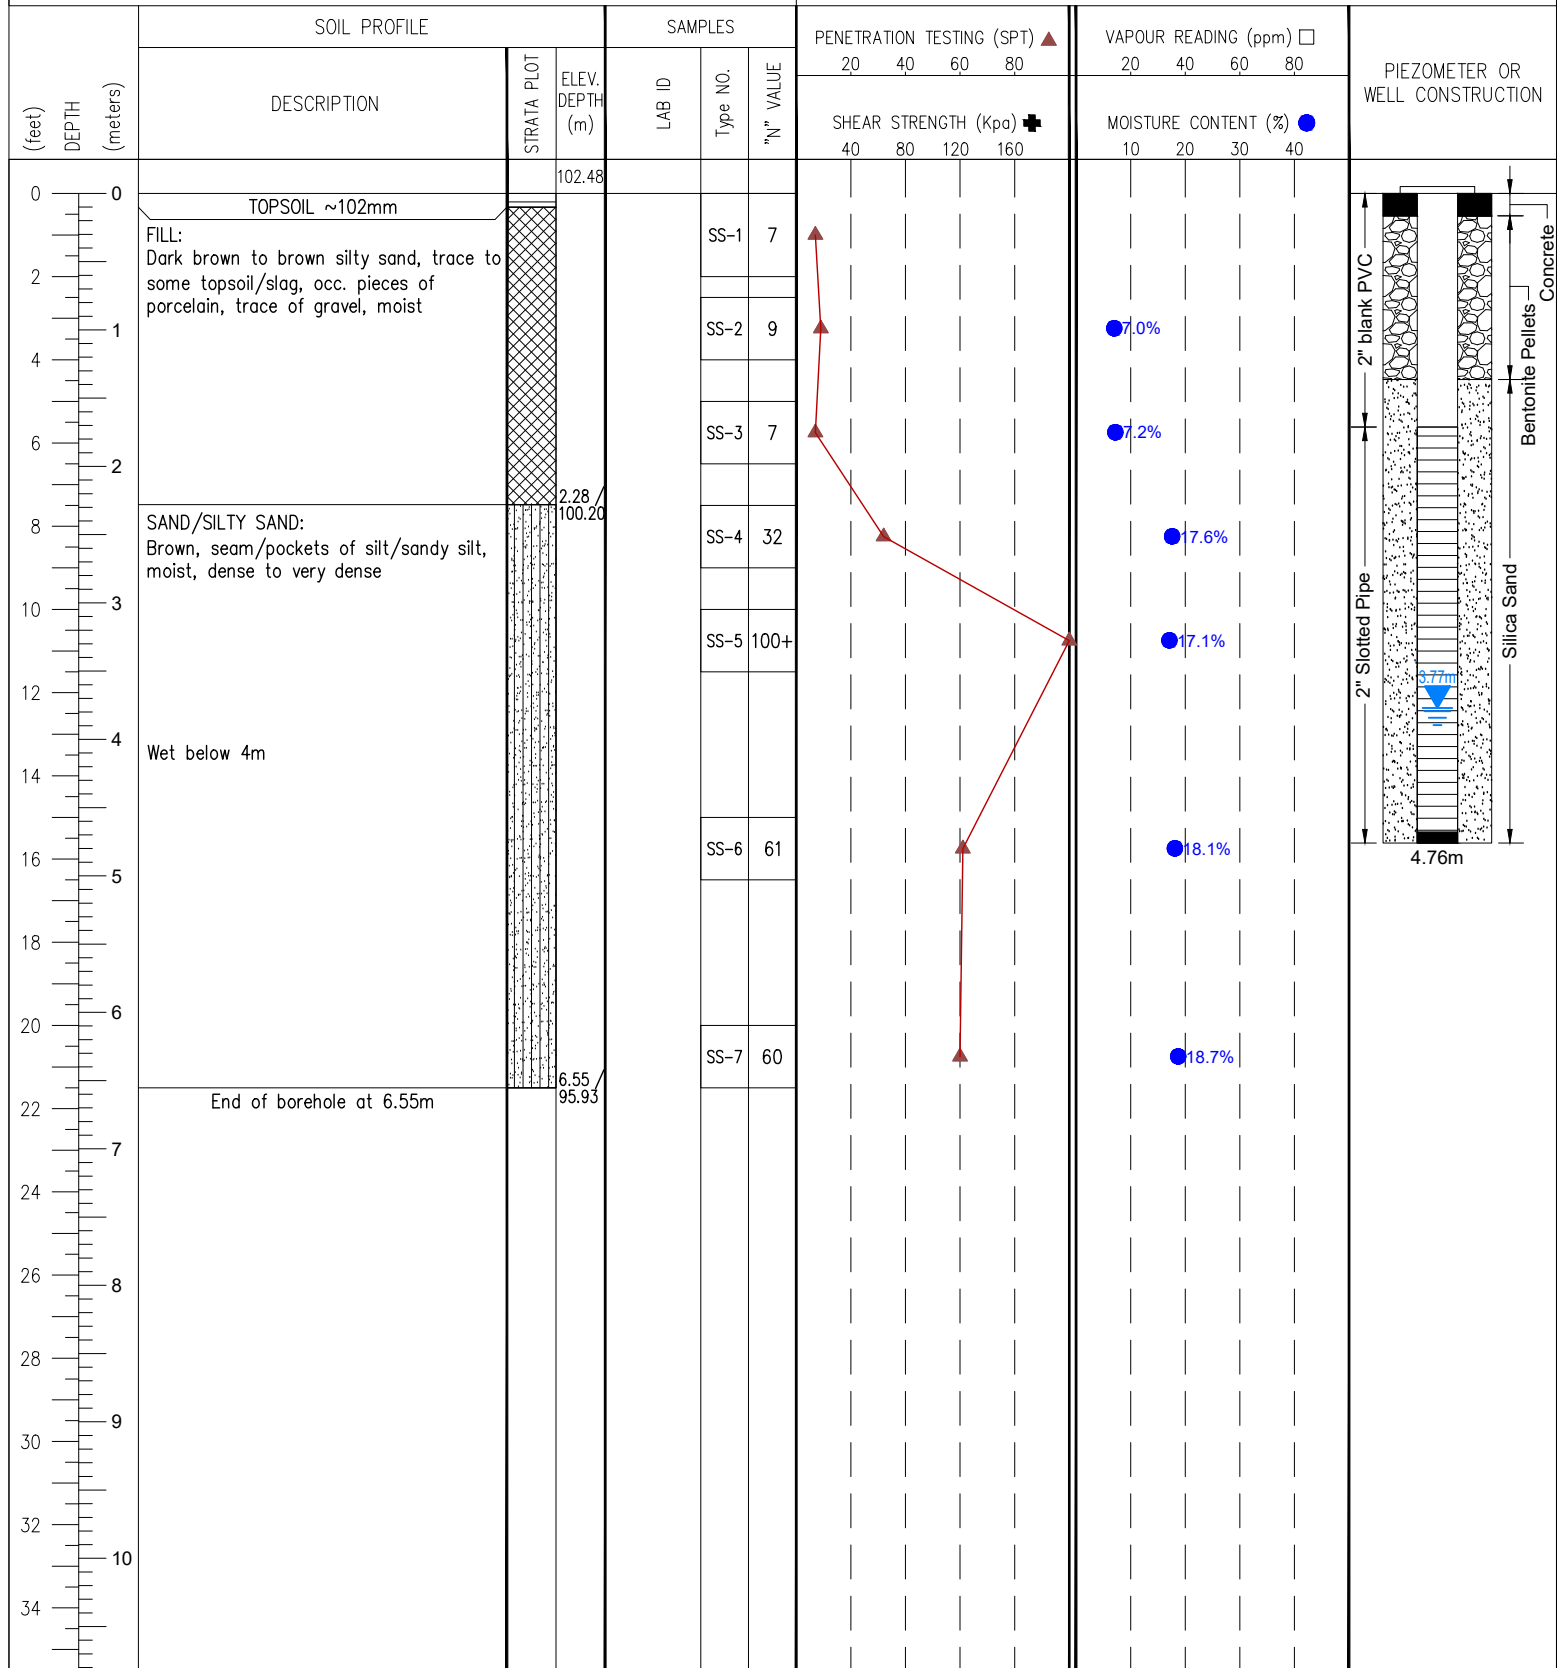 SOIL PROFILE
SAMPLES
PENETRATION TESTING (SPT)
20 40 60 80
SHEAR STRENGTH (Kpa)
40 80 120 160
VAPOUR READING (ppm)
20 40 60 80
MOISTURE CONTENT (%)
10 20 30 40
PIEZOMETER OR
WELL CONSTRUCTION
(feet)
DEPTH
(meters)
DESCRIPTION
STRATA PLOT
ELEV.
DEPTH
(m)
LAB ID
Type NO.
"N" VALUE
102.48
0
2
4
6
8
10
12
14
16
18
20
22
24
26
28
30
32
34
0
1
2
3
4
5
6
7
8
9
10
TOPSOIL ~102mm
FILL:
Dark brown to brown silty sand, trace to
some topsoil/slag, occ. pieces of
porcelain, trace of gravel, moist
2.28
100.20
SAND/SILTY SAND:
Brown, seam/pockets of silt/sandy silt,
moist, dense to very dense
Wet below 4m
6.55
95.93
End of borehole at 6.55m
SS-1 7
SS-2 9
SS-3 7
SS-4 32
SS-5 100+
SS-6 61
SS-7 60
7.0%
7.2%
17.6%
17.1%
18.1%
18.7%
2" blank PVC
2" Slotted Pipe
Concrete
Bentonite Pellets
Silica Sand
3.77m
4.76m